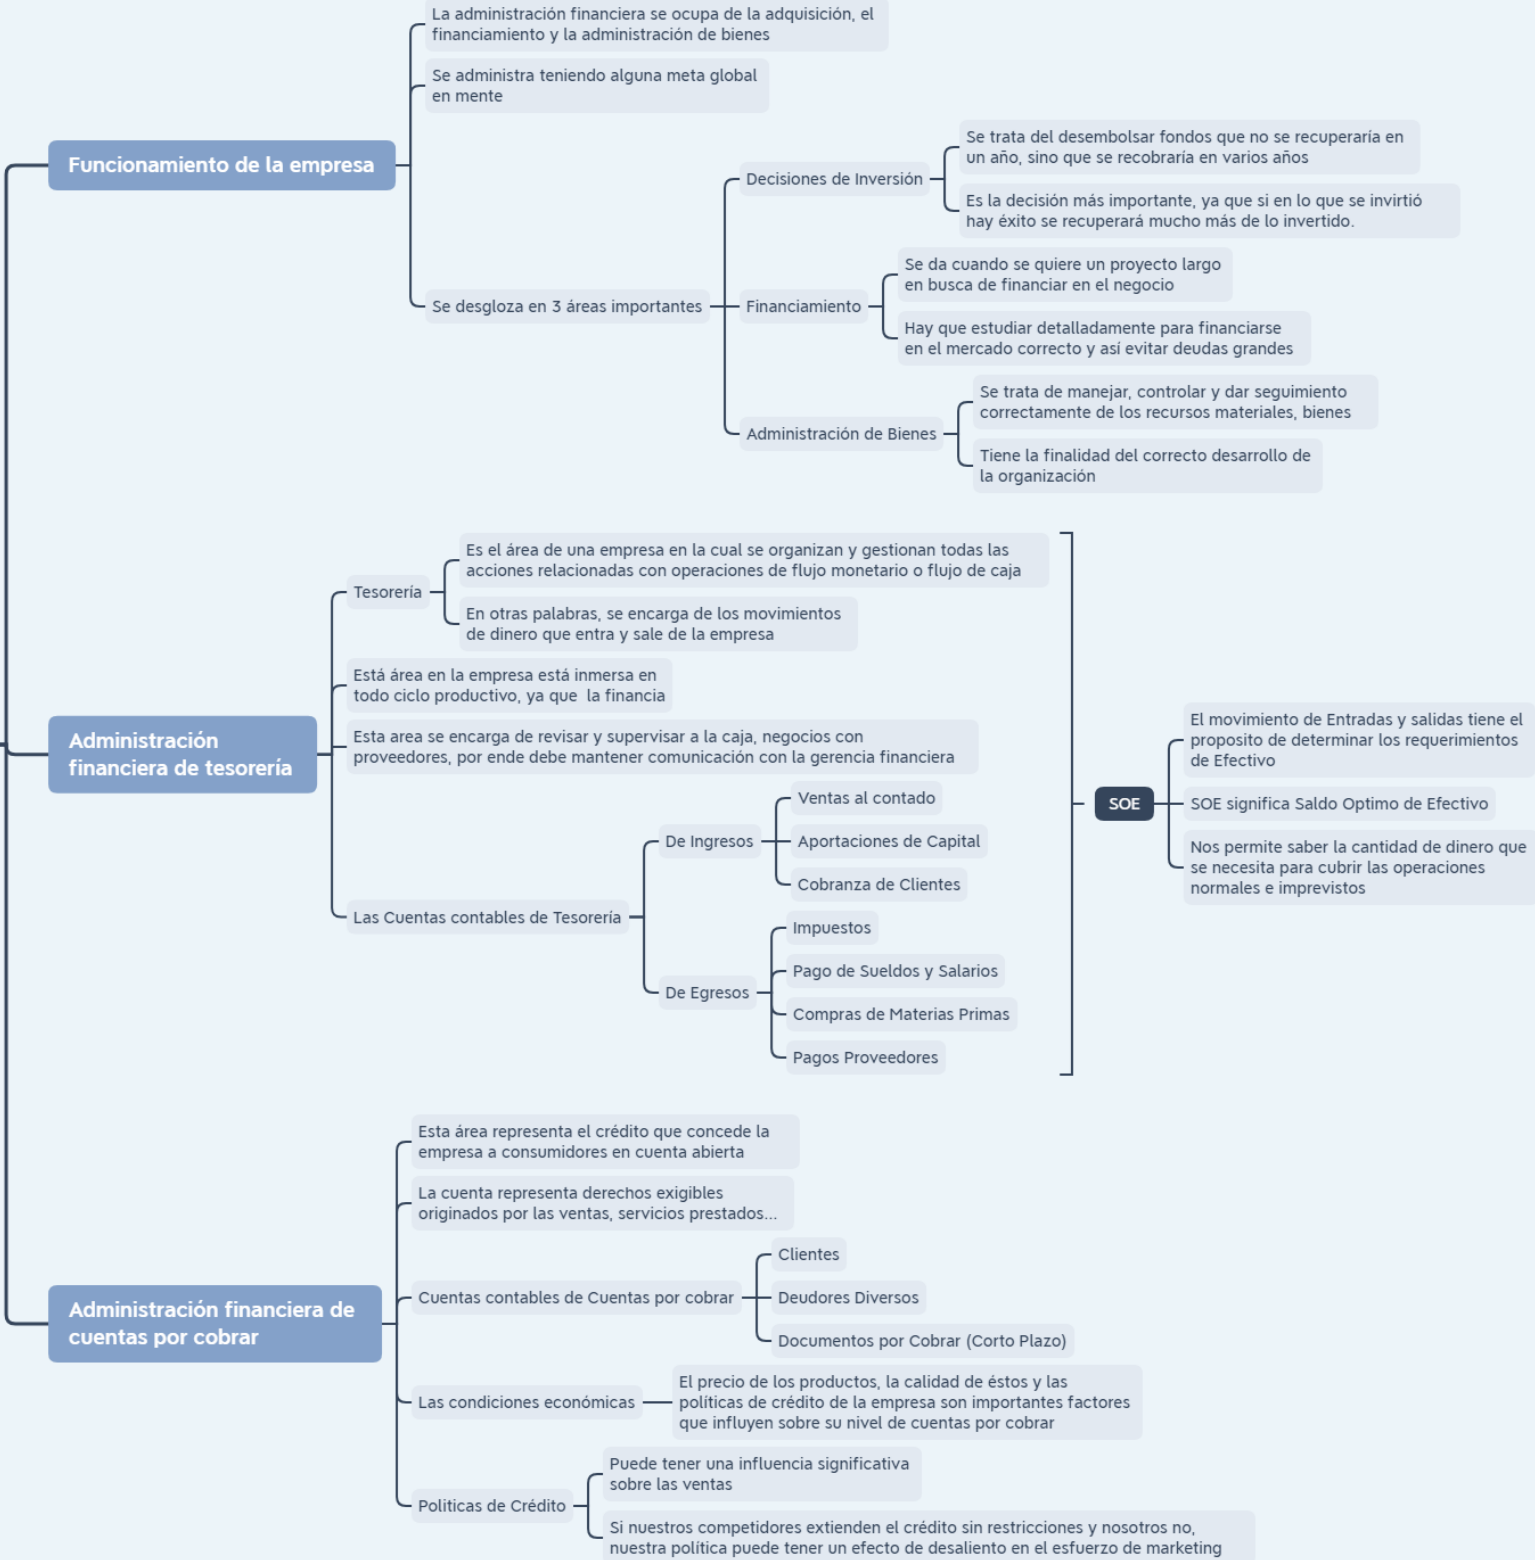 La administración financiera se ocupa de la adquisición, el
financiamiento y la administración de bienes
Se administra teniendo alguna meta global
en mente
Funcionamiento de la empresa
Se desgloza en 3 áreas importantes
Decisiones de Inversión
Se trata del desembolsar fondos que no se recuperaría en
un año, sino que se recobraría en varios años
Es la decisión más importante, ya que si en lo que se invirtió
hay éxito se recuperará mucho más de lo invertido.
Financiamiento
Se da cuando se quiere un proyecto largo
en busca de financiar en el negocio
Hay que estudiar detalladamente para financiarse
en el mercado correcto y así evitar deudas grandes
Administración de Bienes
Se trata de manejar, controlar y dar seguimiento
correctamente de los recursos materiales, bienes
Tiene la finalidad del correcto desarrollo de
la organización
Administración
financiera de tesorería
Tesorería
Es el área de una empresa en la cual se organizan y gestionan todas las
acciones relacionadas con operaciones de flujo monetario o flujo de caja
En otras palabras, se encarga de los movimientos
de dinero que entra y sale de la empresa
Está área en la empresa está inmersa en
todo ciclo productivo, ya que  la financia
Esta area se encarga de revisar y supervisar a la caja, negocios con
proveedores, por ende debe mantener comunicación con la gerencia financiera
Las Cuentas contables de Tesorería
De Ingresos
Ventas al contado
Aportaciones de Capital
Cobranza de Clientes
De Egresos
Impuestos
Pago de Sueldos y Salarios
Compras de Materias Primas
Pagos Proveedores
SOE
El movimiento de Entradas y salidas tiene el
proposito de determinar los requerimientos
de Efectivo
SOE significa Saldo Optimo de Efectivo
Nos permite saber la cantidad de dinero que
se necesita para cubrir las operaciones
normales e imprevistos
Administración financiera de
cuentas por cobrar
Esta área representa el crédito que concede la
empresa a consumidores en cuenta abierta
La cuenta representa derechos exigibles
originados por las ventas, servicios prestados...
Cuentas contables de Cuentas por cobrar
Clientes
Deudores Diversos
Documentos por Cobrar (Corto Plazo)
Las condiciones económicas
El precio de los productos, la calidad de éstos y las
políticas de crédito de la empresa son importantes factores
que influyen sobre su nivel de cuentas por cobrar
Politicas de Crédito
Puede tener una influencia significativa
sobre las ventas
Si nuestros competidores extienden el crédito sin restricciones y nosotros no,
nuestra política puede tener un efecto de desaliento en el esfuerzo de marketing